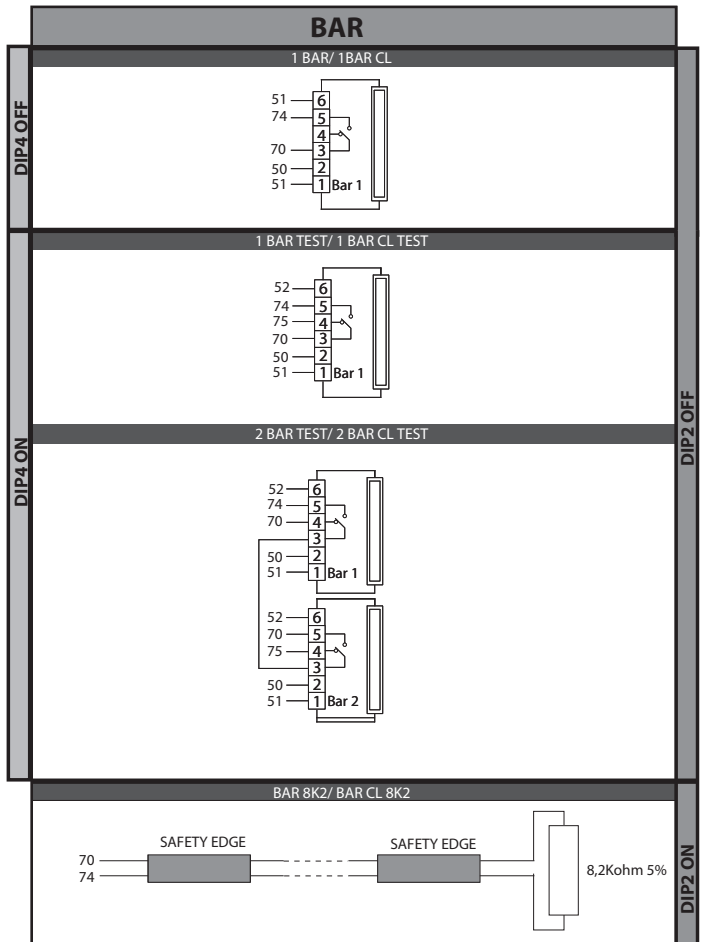 BAR
1 BAR/ 1BAR CL
DIP4 OFF
51 6
74 5
4
70 3
50 2
51 1 Bar 1
1 BAR TEST/ 1 BAR CL TEST
DIP4 ON
DIP2 OFF
52 6
74 5
75 4
70 3
50 2
51 1 Bar 1
2 BAR TEST/ 2 BAR CL TEST
52 6
74 5
70 4
3
50 2
51 1 Bar 1
52 6
70 5
75 4
3
50 2
51 1 Bar 2
BAR 8K2/ BAR CL 8K2
DIP2 ON
SAFETY EDGE
SAFETY EDGE
70
74
8,2Kohm 5%